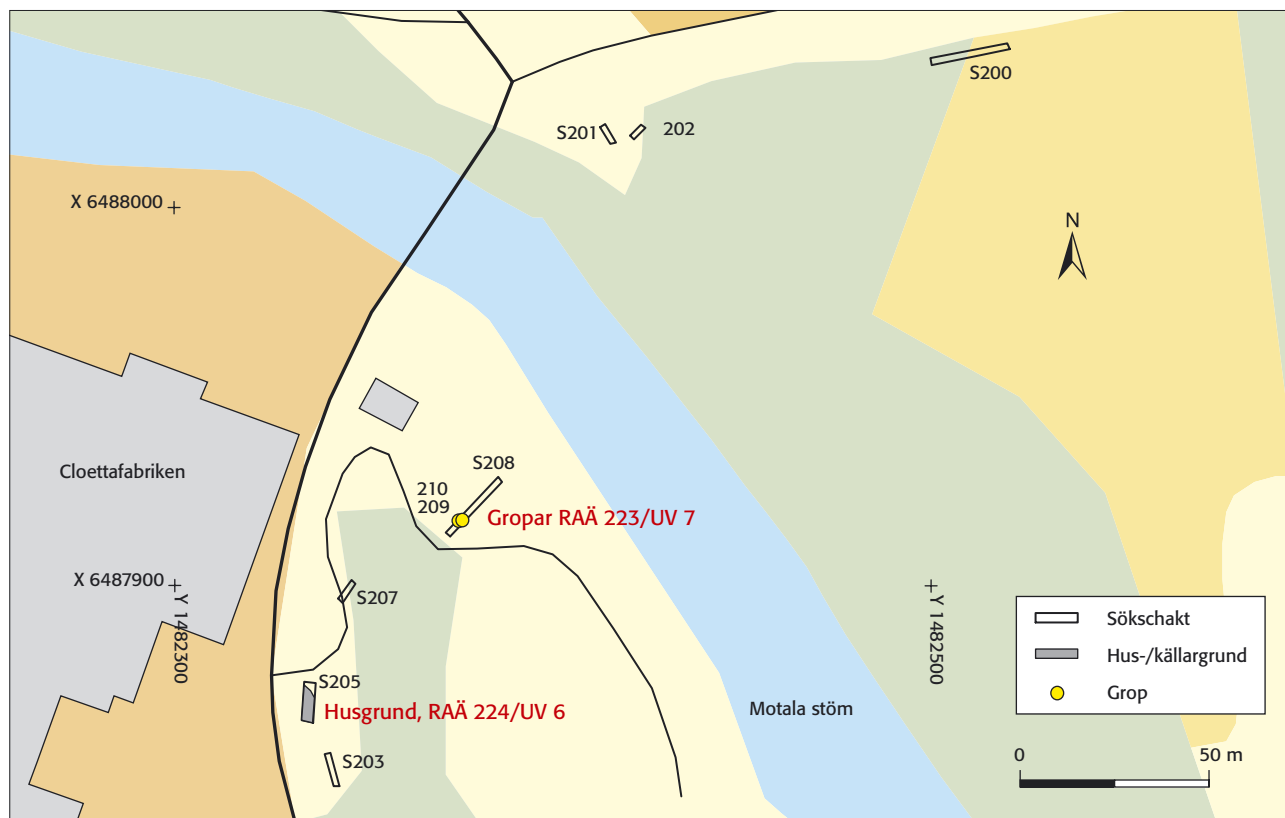 S200
S201
202
X 6488000
N
Cloettafabriken
S208
210
209
Gropar RAÄ 223/UV 7
X 6487900
Y 1482300
S207
Y 1482500
Sökschakt
Hus-/källargrund
Grop
S205
Husgrund, RAÄ 224/UV 6
Motala stöm
S203
0
50 m